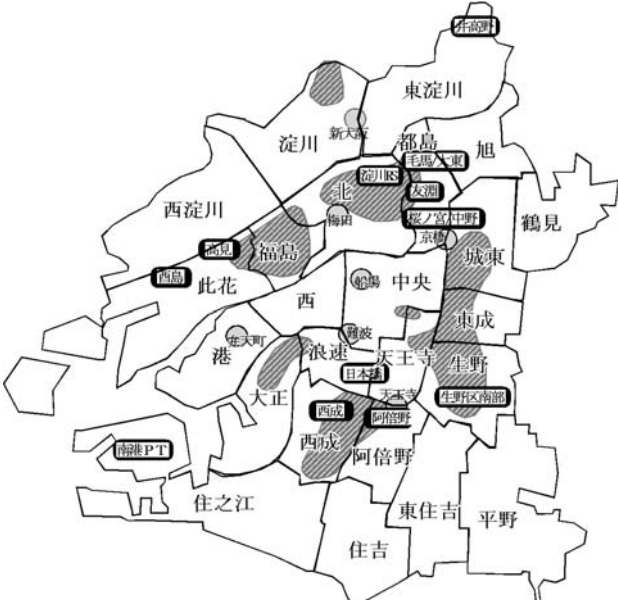 井高野
東淀川
新大阪
淀川
都島
旭
毛馬/大東
淀川RS
友淵
北
西淀川
梅田
桜ノ宮/中野
鶴見
京橋
高見
福島
城東
酉島
此花
船場
中央
西
東成
弁天町
港
難波
浪速
天王寺
生野
日本橋
大正
天王寺
生野区南部
西成
阿倍野
西成
阿倍野
南港PT
住之江
東住吉
平野
住吉